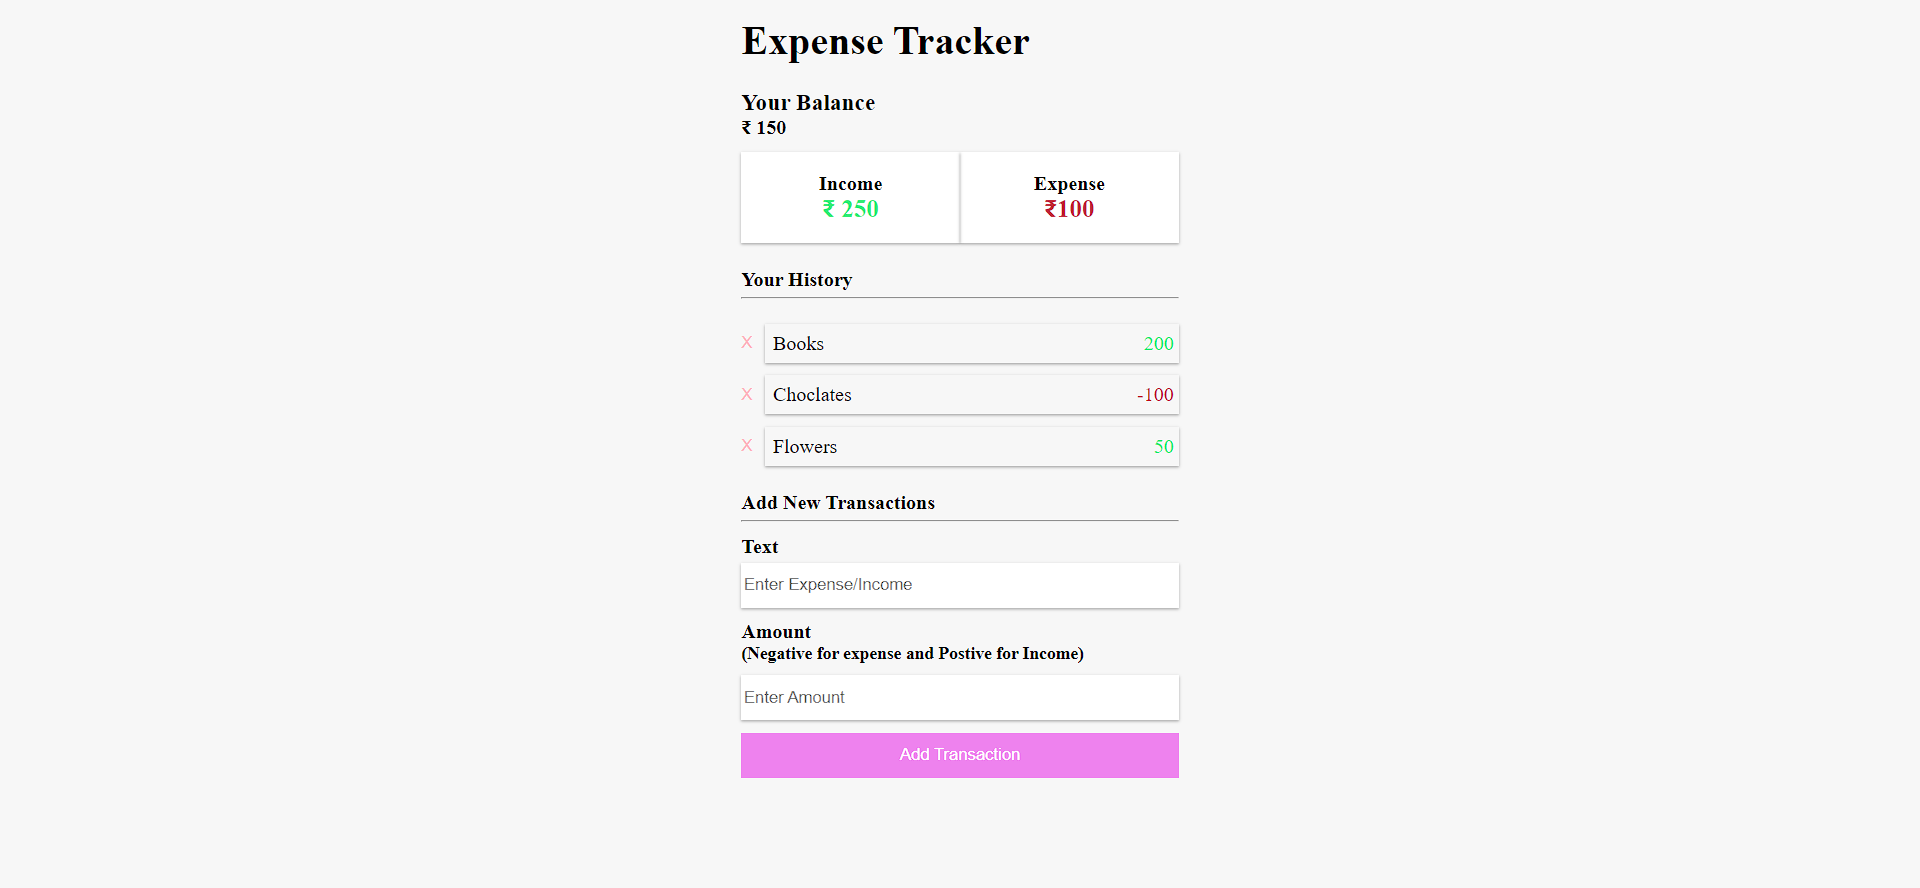 Expense Tracker
Your Balance
₹ 150
Income Expense
₹ 250 ₹100
Your History
X Books 200
X Choclates -100
X Flowers 50
Add New Transactions
Text
Enter Expense/Income
Amount
(Negative for expense and Postive for Income)
Enter Amount
Add Transaction